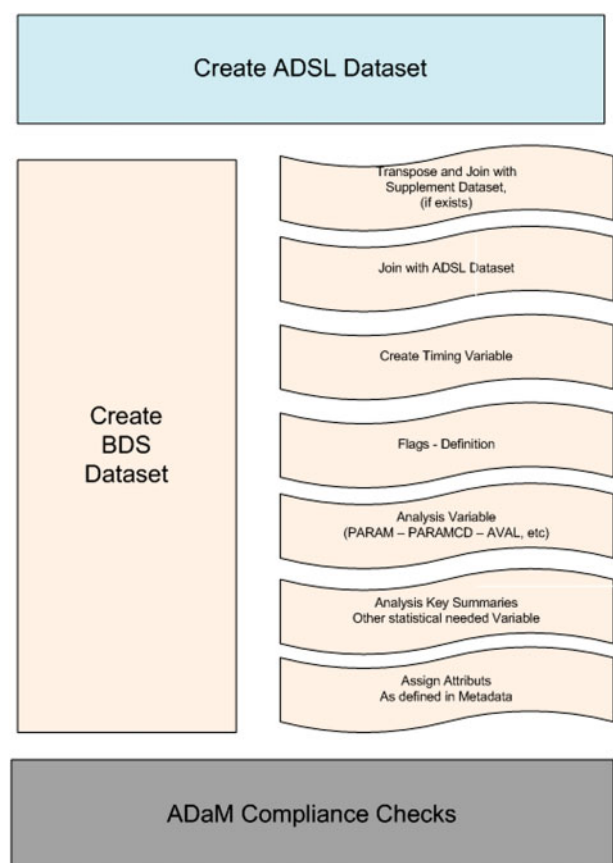 Create ADSL Dataset
Transpose and Join with
Supplement Dataset,
(if exists)
Join with ADSL Dataset
Create Timing Variable
Flags - Definition
Create
BDS
Dataset
Analysis Variable
(PARAM – PARAMCD – AVAL, etc)
Analysis Key Summaries
Other statistical needed Variable
Assign Attributs
As defined in Metadata
ADaM Compliance Checks